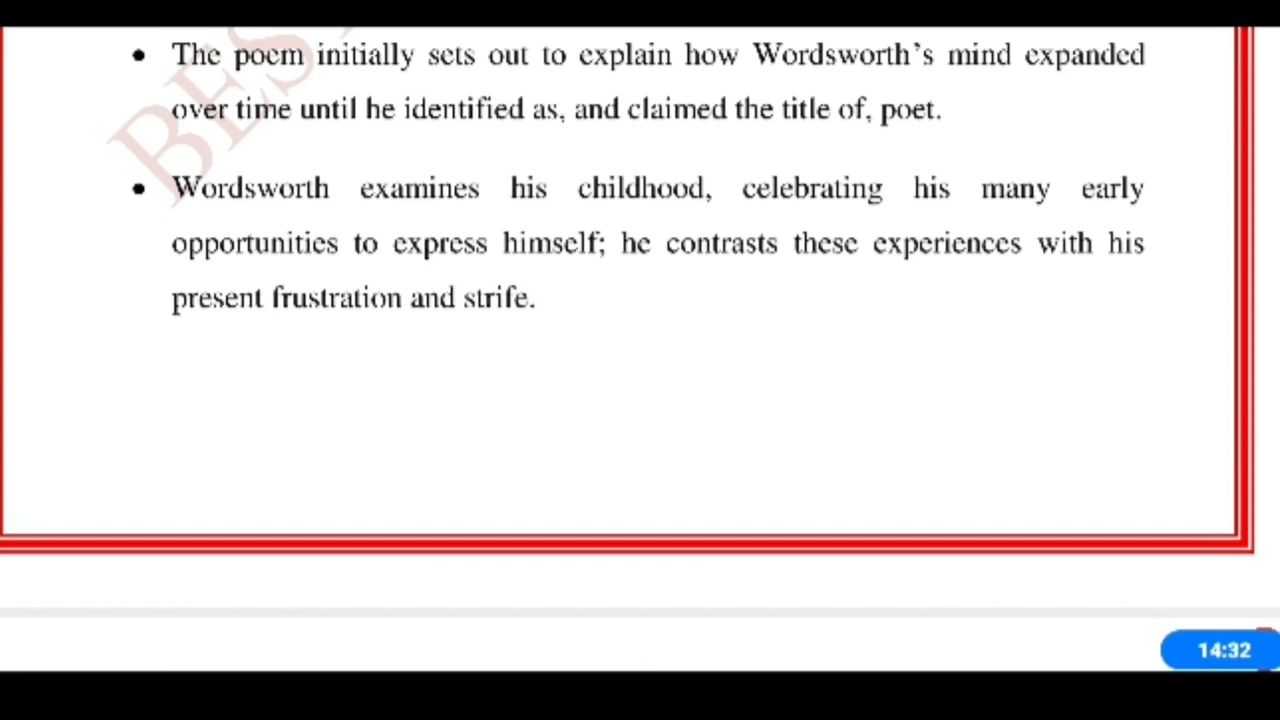 • The poem initially sets out to explain how Wordsworth's mind expanded
over time until he identified as, and claimed the title of, poet.
• Wordsworth examines his childhood, celebrating his many early
opportunities to express himself; he contrasts these experiences with his
present frustration and strife.
BEST
14:32